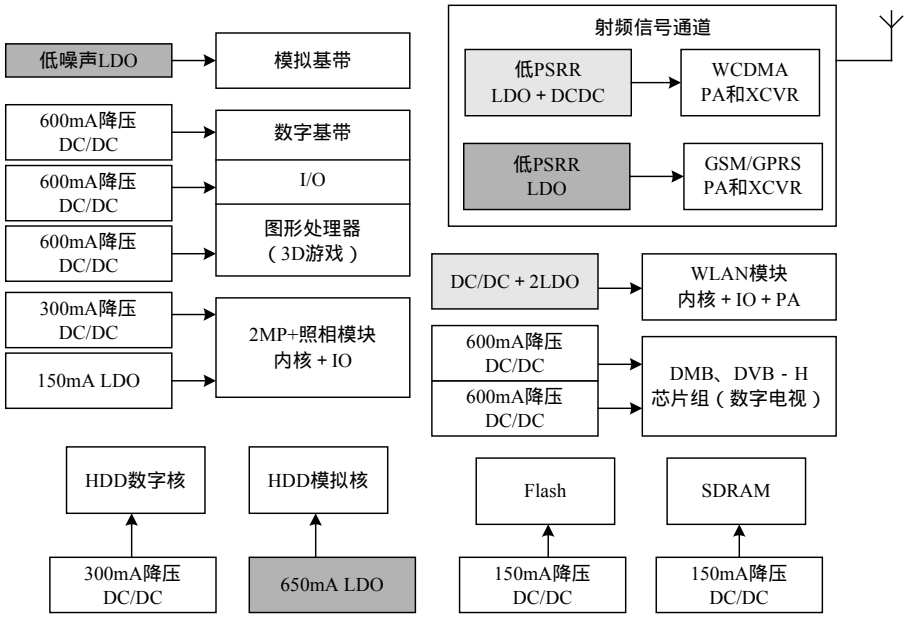 低噪声LDO
模拟基带
600mA降压
DC/DC
数字基带
600mA降压
DC/DC
I/O
600mA降压
DC/DC
图形处理器
（3D游戏）
300mA降压
DC/DC
150mA LDO
2MP+照相模块
内核 + IO
射频信号通道
低PSRR
LDO + DCDC
WCDMA
PA和XCVR
低PSRR
LDO
GSM/GPRS
PA和XCVR
DC/DC + 2LDO
WLAN模块
内核 + IO + PA
600mA降压
DC/DC
600mA降压
DC/DC
DMB、DVB - H
芯片组（数字电视）
HDD数字核
300mA降压
DC/DC
HDD模拟核
650mA LDO
Flash
150mA降压
DC/DC
SDRAM
150mA降压
DC/DC